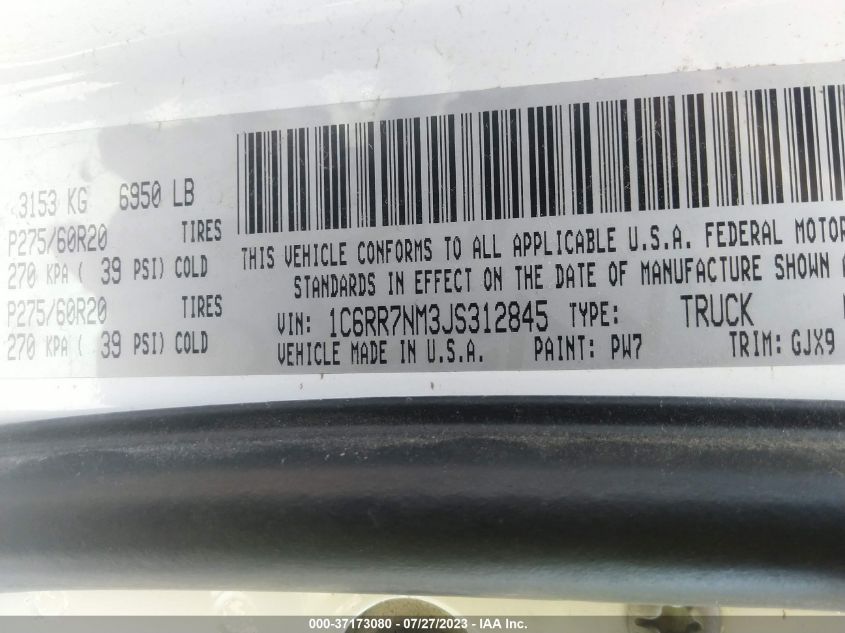 3153 KG 6950 LB
P275/60R20 TIRES
270 KPA ( 39 PSI) COLD
P275/60R20 TIRES
270 KPA ( 39 PSI) COLD
THIS VEHICLE CONFORMS TO ALL APPLICABLE U.S.A. FEDERAL MOTOR
STANDARDS IN EFFECT ON THE DATE OF MANUFACTURE SHOWN
VIN: 1C6RR7NM3JS312845 TYPE: TRUCK
VEHICLE MADE IN U.S.A. PAINT: PW7 TRIM: GJX9
000-37173080 - 07/27/2023 - IAA Inc.